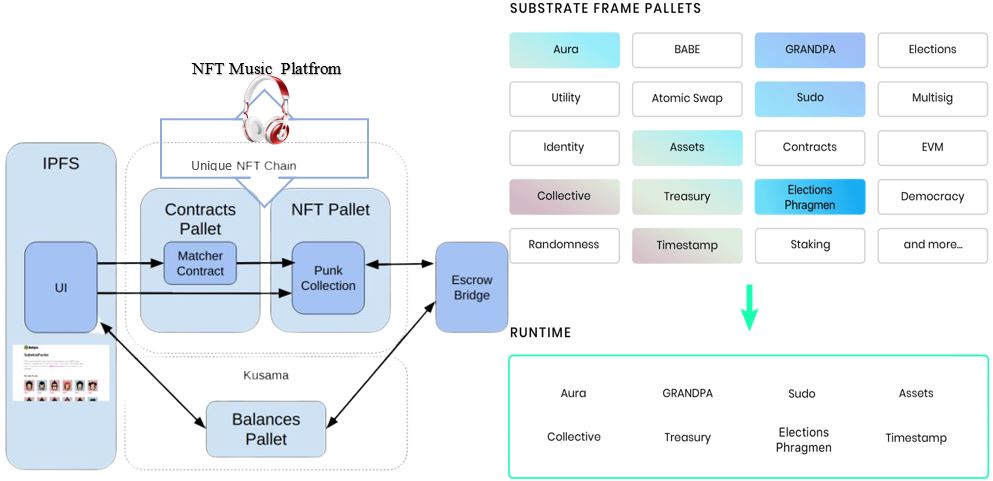 NFT Music Platfrom
Unique NFT Chain
IPFS
Contracts
Pallet
NFT Pallet
Matcher
Contract
UI
Punk
Collection
Escrow
Bridge
Kusama
Balances
Pallet
SUBSTRATE FRAME PALLETS
Aura BABE GRANDPA Elections
Utility Atomic Swap Sudo Multisig
Identity Assets Contracts EVM
Collective Treasury Elections
Phragmen Democracy
Randomness Timestamp Staking and more...
RUNTIME
Aura GRANDPA Sudo Assets
Collective Treasury Elections
Phragmen Timestamp